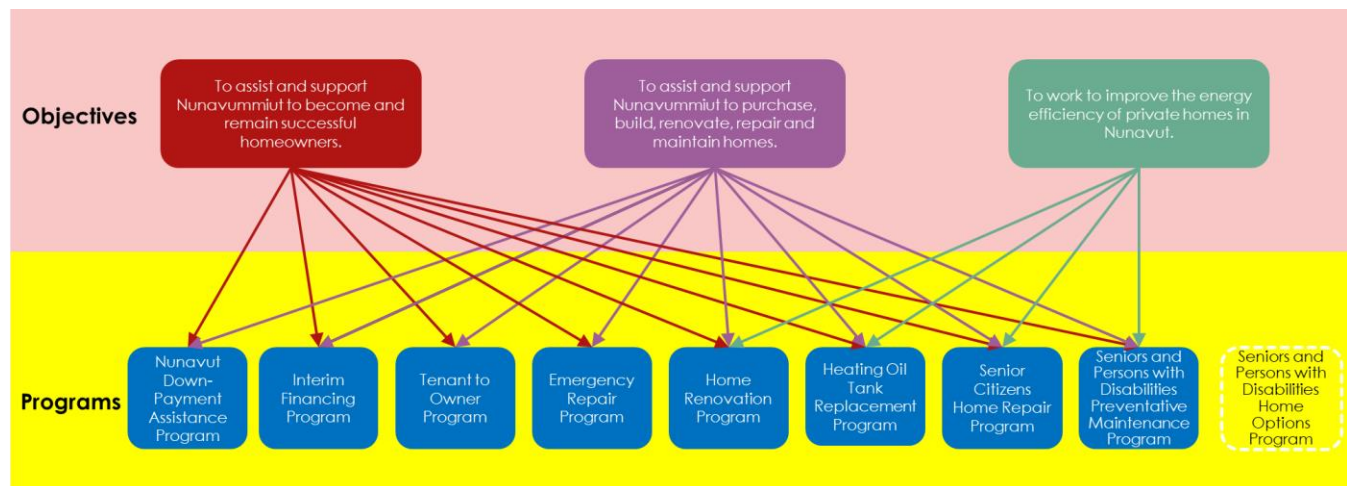 Objectives
To assist and support
Nunavummiut to become and
remain successful
homeowners.
To assist and support
Nunavummiut to purchase,
build, renovate, repair and
maintain homes.
To work to improve the energy
efficiency of private homes in
Nunavut.
Programs
Nunavut
Down-
Payment
Assistance
Program
Interim
Financing
Program
Tenant to
Owner
Program
Emergency
Repair
Program
Home
Renovation
Program
Heating Oil
Tank
Replacement
Program
Senior
Citizens
Home Repair
Program
Seniors and
Persons with
Disabilities
Preventative
Maintenance
Program
Seniors and
Persons with
Disabilities
Home
Options
Program